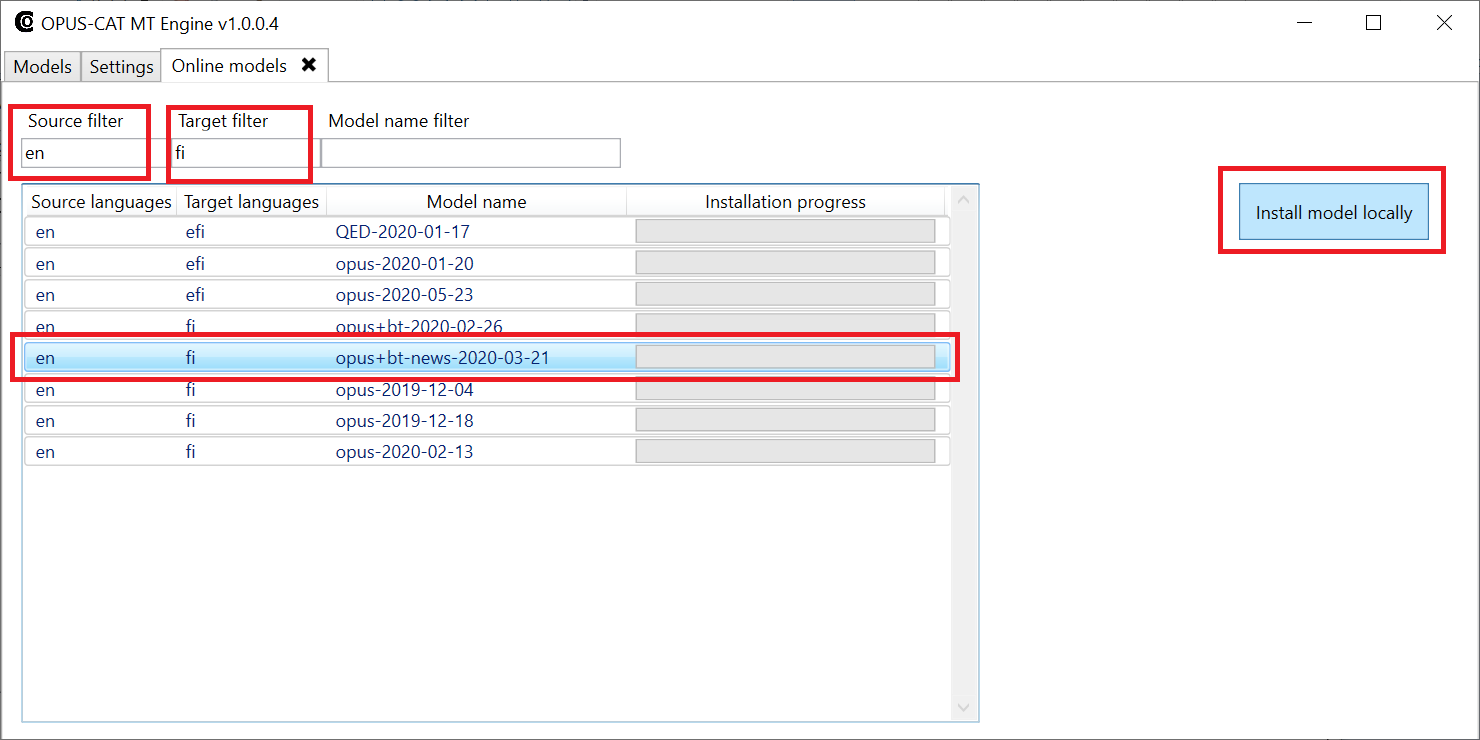 OPUS-CAT MT Engine v1.0.0.4
Models Settings Online models
Source filter Target filter Model name filter
en fi
Source languages Target languages Model name Installation progress
Install model locally
en efi QED-2020-01-17
en efi opus-2020-01-20
en efi opus-2020-05-23
en fi opus+bt-2020-02-26
en fi opus+bt-news-2020-03-21
en fi opus-2019-12-04
en fi opus-2019-12-18
en fi opus-2020-02-13